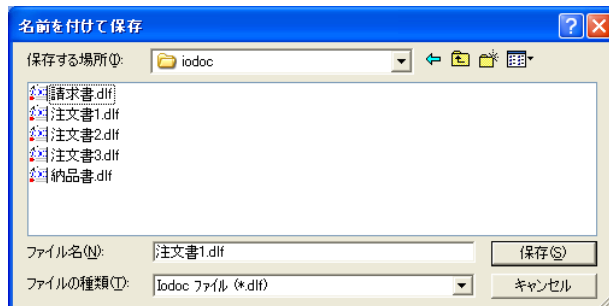 名前を付けて保存
保存する場所(I): iodoc
請求書.dlf
注文書1.dlf
注文書2.dlf
注文書3.dlf
納品書.dlf
ファイル名(N): 注文書1.dlf 保存(S)
ファイルの種類(T): Iodoc ファイル (*.dlf) キャンセル